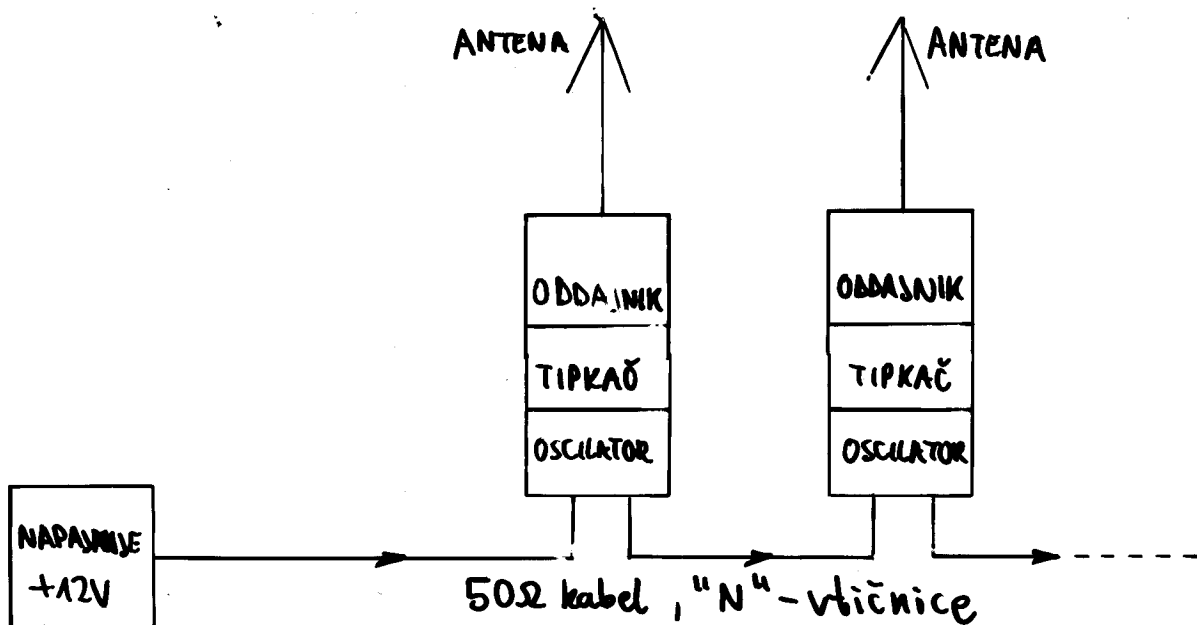 ANTENA
ANTENA
ODDAJNIK
ODDAJNIK
TIPKAČ
TIPKAČ
OSCILATOR
OSCILATOR
NAPAJANJE
+12V
50Ω kabel, "N"-vtičnice